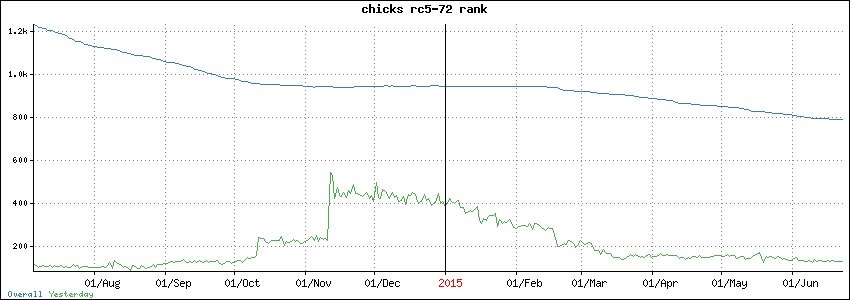 chicks rc5-72 rank
1.2k
1.0k
800
600
400
200
01/Aug 01/Sep 01/Oct 01/Nov 01/Dec 2015 01/Feb 01/Mar 01/Apr 01/May 01/Jun
Overall Yesterday